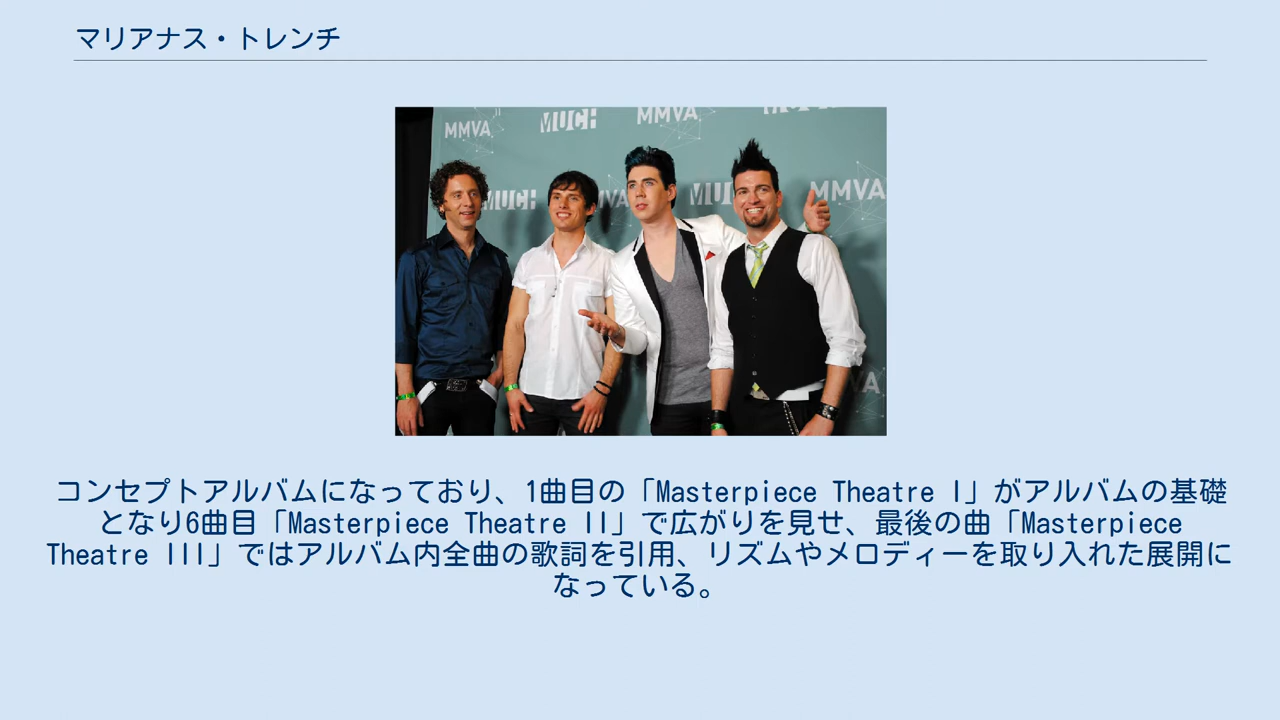 マリアナス・トレンチ
MMVA
MUCH
MMVA
MUCH
MMVA
MUCH
MMVA
コンセプトアルバムになっており、1曲目の「Masterpiece Theatre I」がアルバムの基礎
となり6曲目「Masterpiece Theatre II」で広がりを見せ、最後の曲「Masterpiece
Theatre III」ではアルバム内全曲の歌詞を引用、リズムやメロディーを取り入れた展開に
なっている。